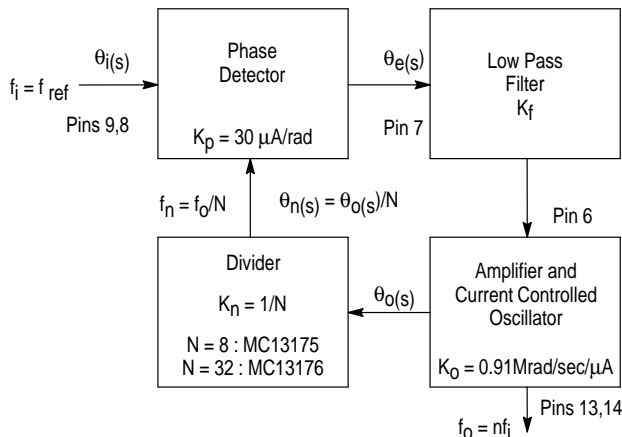 θi(s)
fi = f ref
Pins 9,8
Phase
Detector
Kp = 30 µA/rad
θe(s)
Pin 7
Low Pass
Filter
Kf
fn = fo/N
θn(s) = θo(s)/N
Pin 6
Divider
Kn = 1/N
N = 8 : MC13175
N = 32 : MC13176
θo(s)
Amplifier and
Current Controlled
Oscillator
Ko = 0.91Mrad/sec/µA
Pins 13,14
fo = nfi